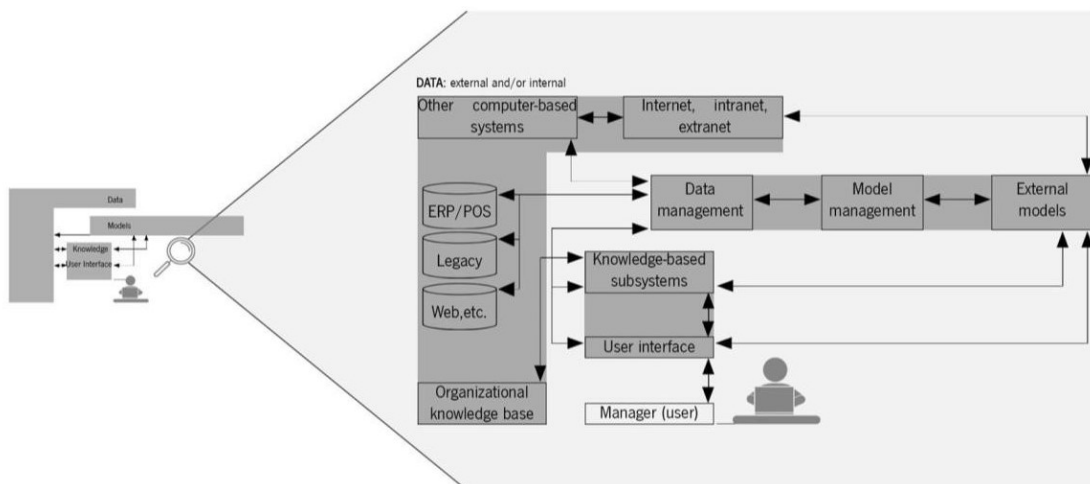 Data
Models
Knowledge
User Interface
DATA: external and/or internal
Other computer-based
systems
Internet, intranet,
extranet
ERP/POS
Legacy
Web,etc.
Data
management
Model
management
External
models
Knowledge-based
subsystems
User interface
Organizational
knowledge base
Manager (user)